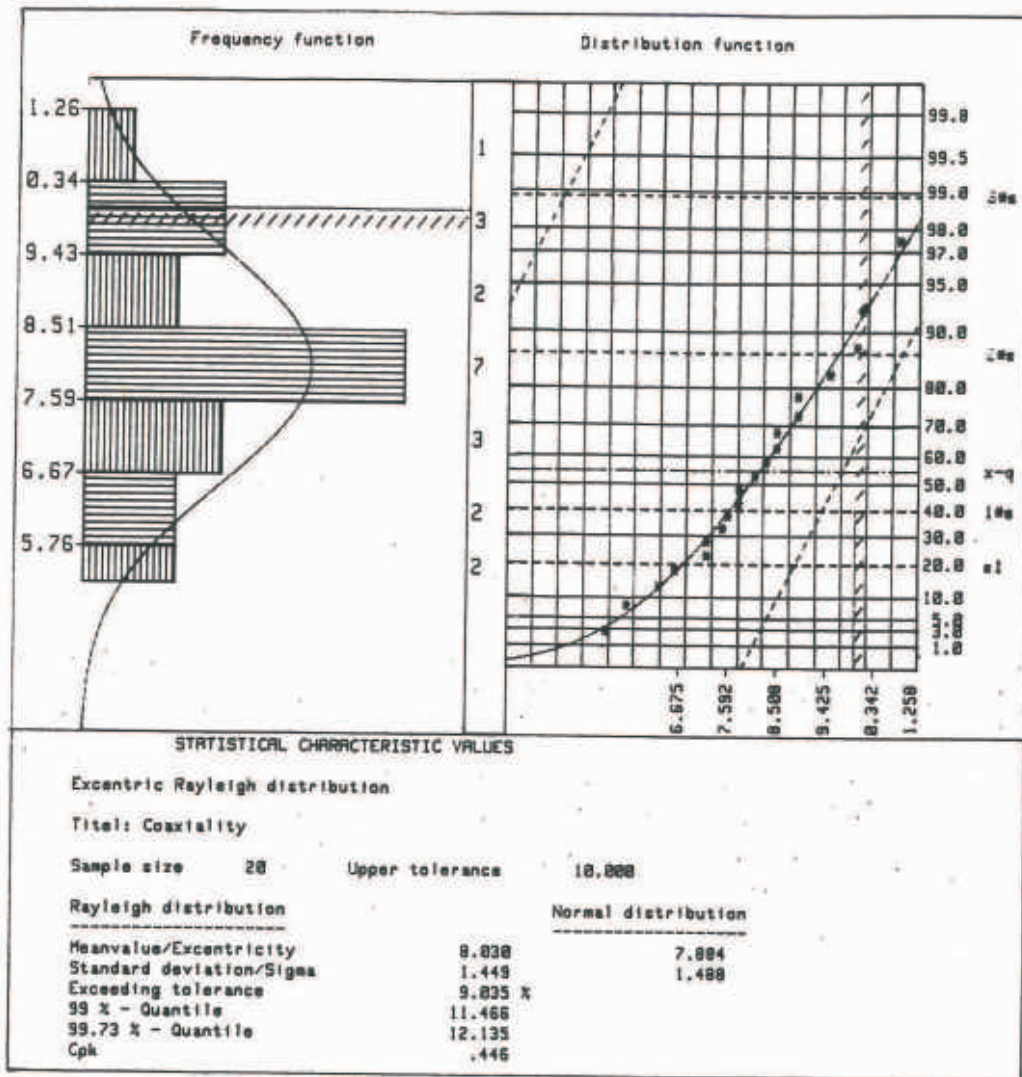 Frequency function
Distribution function
1.26
0.34
9.43
8.51
7.59
6.67
5.76
1
3
2
7
3
2
2
99.8
99.5
99.0
98.0
97.0
95.0
90.0
80.0
70.0
60.0
50.0
40.0
30.0
20.0
10.0
1.0
x-q
1*s
6.675
7.592
8.508
9.425
0.342
1.258
STATISTICAL CHARACTERISTIC VALUES
Excentric Rayleigh distribution
Titel: Coaxiality
Sample size 20 Upper tolerance 10.000
Rayleigh distribution Normal distribution
Meanvalue/Excentricity 8.030 7.884
Standard deviation/Sigma 1.449 1.488
Exceeding tolerance 9.035 %
99 % - Quantile 11.466
99.73 % - Quantile 12.135
Cpk .446